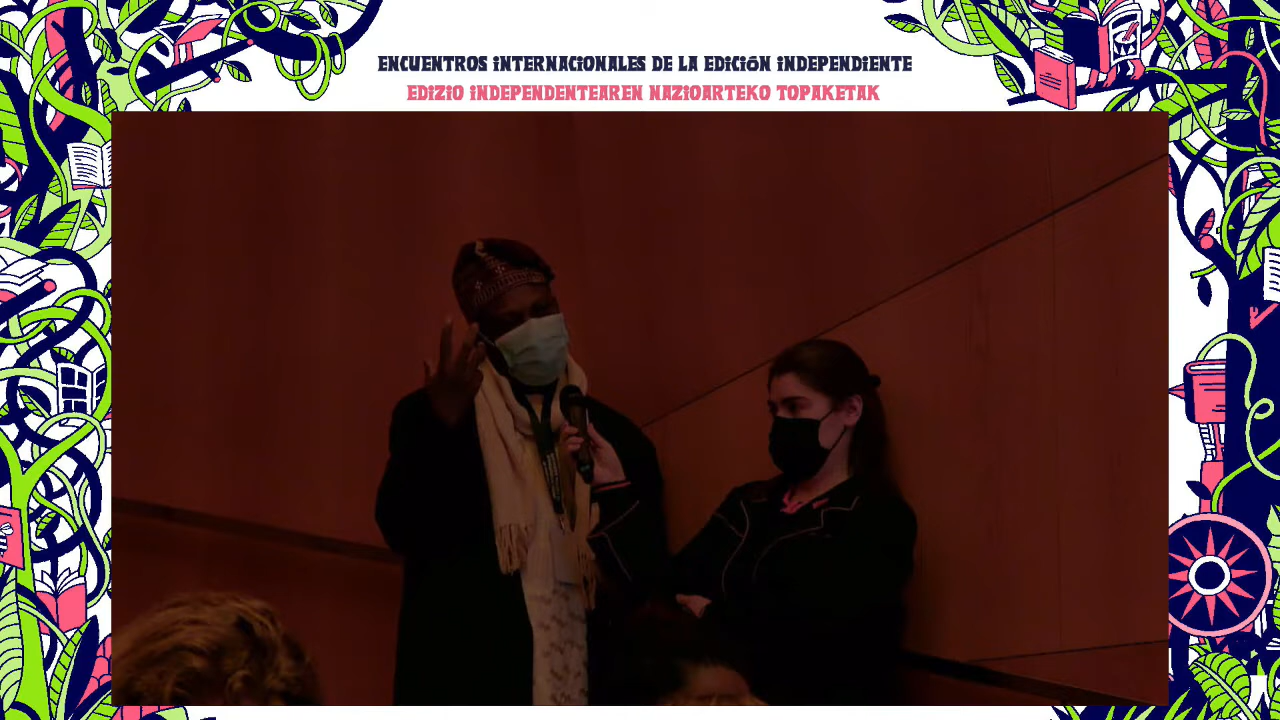 ENCUENTROS INTERNACIONALES DE LA EDICIÓN INDEPENDIENTE
EDIZIO INDEPENDENTEAREN NAZIOARTEKO TOPAKETAK